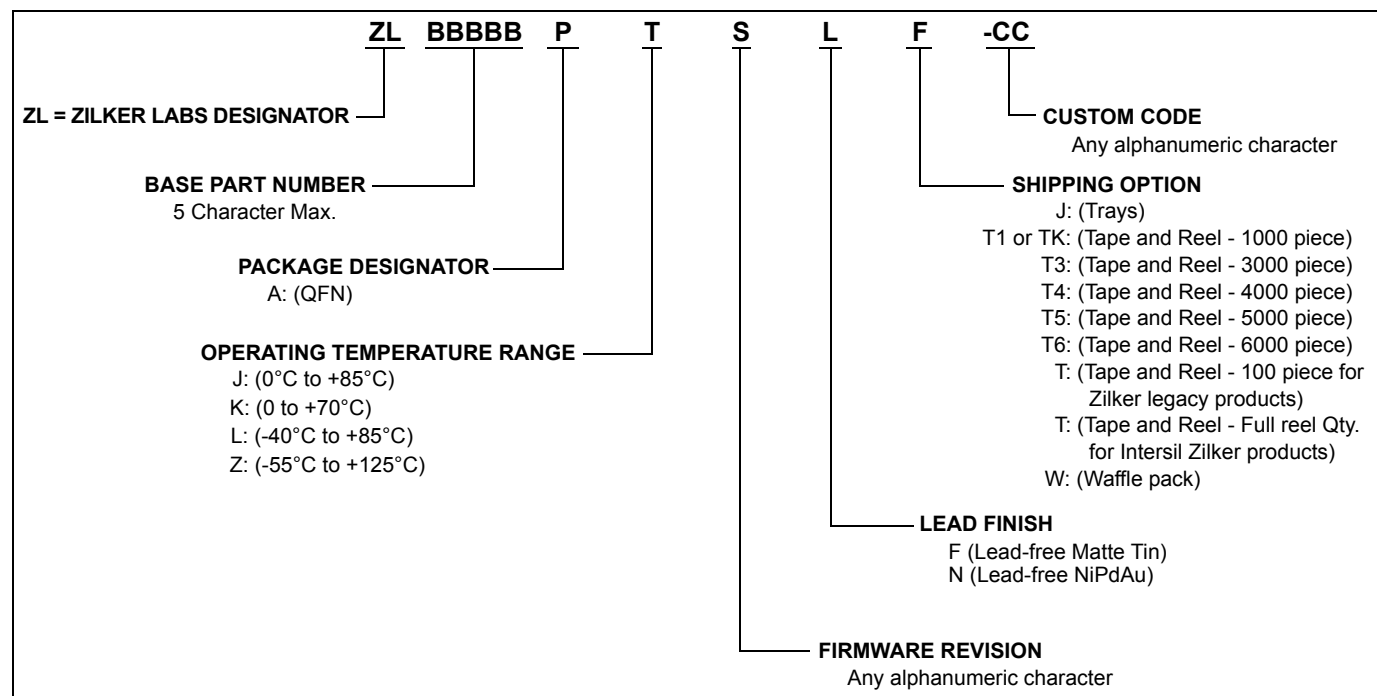 ZL BBBBB P T S L F -CC
ZL = ZILKER LABS DESIGNATOR
BASE PART NUMBER
5 Character Max.
PACKAGE DESIGNATOR
A: (QFN)
OPERATING TEMPERATURE RANGE
J: (0°C to +85°C)
K: (0 to +70°C)
L: (-40°C to +85°C)
Z: (-55°C to +125°C)
CUSTOM CODE
Any alphanumeric character
SHIPPING OPTION
J: (Trays)
T1 or TK: (Tape and Reel - 1000 piece)
T3: (Tape and Reel - 3000 piece)
T4: (Tape and Reel - 4000 piece)
T5: (Tape and Reel - 5000 piece)
T6: (Tape and Reel - 6000 piece)
T: (Tape and Reel - 100 piece for
Zilker legacy products)
T: (Tape and Reel - Full reel Qty.
for Intersil Zilker products)
W: (Waffle pack)
LEAD FINISH
F (Lead-free Matte Tin)
N (Lead-free NiPdAu)
FIRMWARE REVISION
Any alphanumeric character